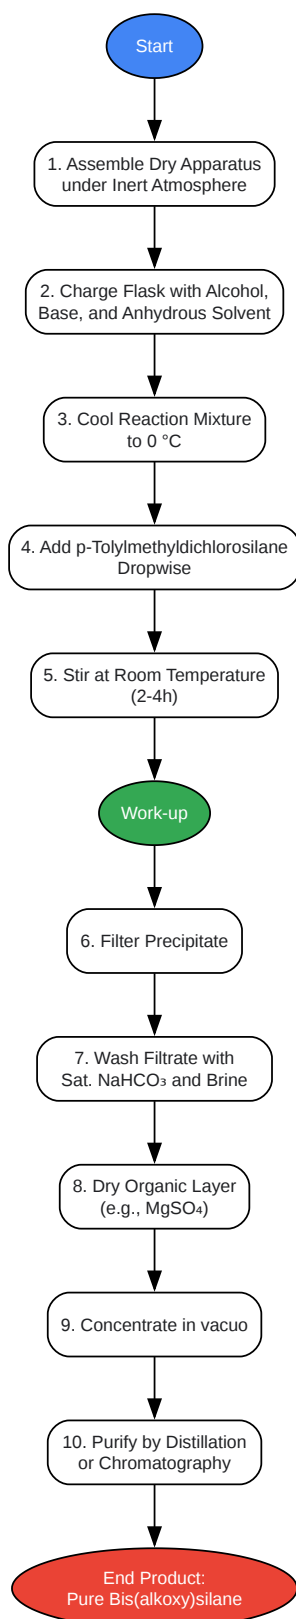 Start
1. Assemble Dry Apparatus
under Inert Atmosphere
2. Charge Flask with Alcohol,
Base, and Anhydrous Solvent
3. Cool Reaction Mixture
to 0 °C
4. Add p-Tolylmethyldichlorosilane
Dropwise
5. Stir at Room Temperature
(2-4h)
Work-up
6. Filter Precipitate
7. Wash Filtrate with
Sat. NaHCO₃ and Brine
8. Dry Organic Layer
(e.g., MgSO₄)
9. Concentrate in vacuo
10. Purify by Distillation
or Chromatography
End Product:
Pure Bis(alkoxy)silane